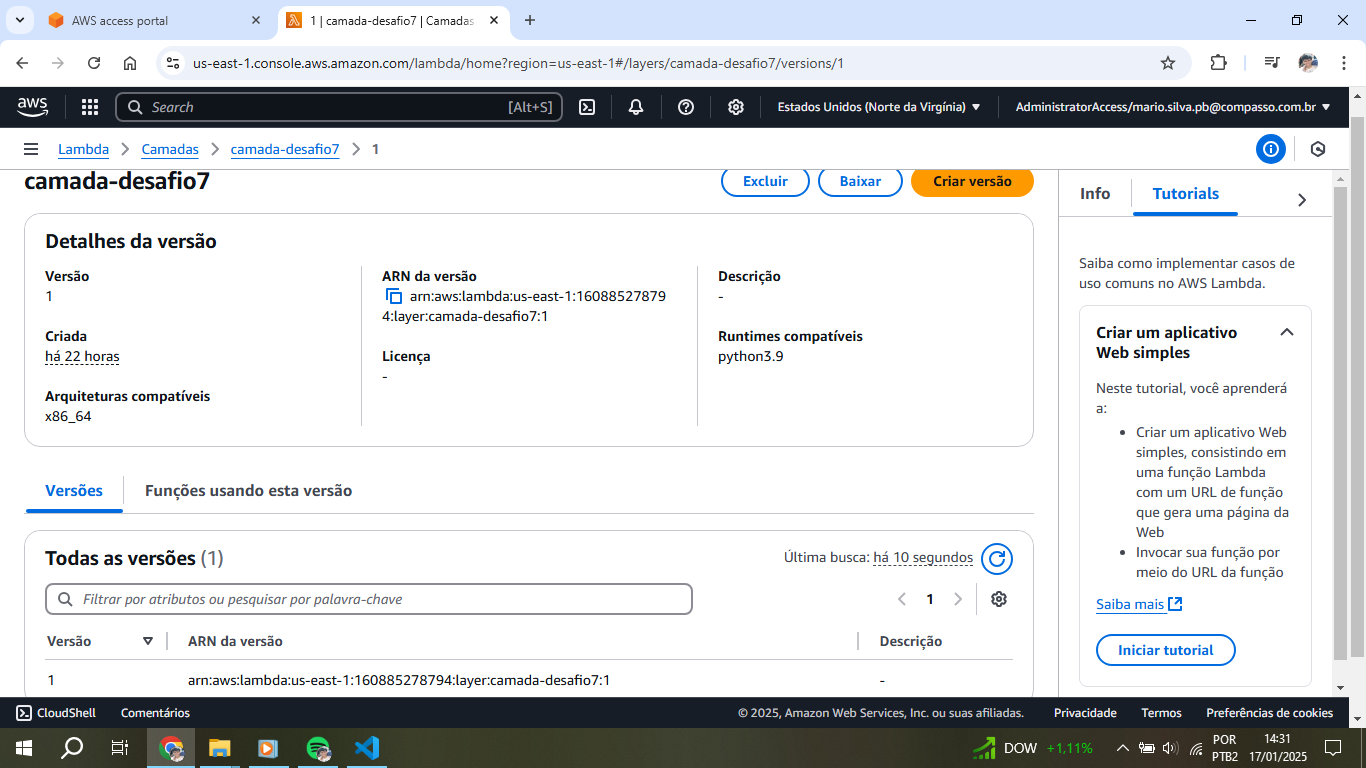 AWS access portal
1 | camada-desafio7 | Camadas
us-east-1.console.aws.amazon.com/lambda/home?region=us-east-1#/layers/camada-desafio7/versions/1
aws
Search
[Alt+S]
Estados Unidos (Norte da Virgínia)
AdministratorAccess/mario.silva.pb@compasso.com.br
Lambda
Camadas
camada-desafio7
1
camada-desafio7
Excluir
Baixar
Criar versão
Detalhes da versão
Versão
1
Criada
há 22 horas
Arquiteturas compatíveis
x86_64
ARN da versão
arn:aws:lambda:us-east-1:16088527879
4:layer:camada-desafio7:1
Licença
-
Descrição
-
Runtimes compatíveis
python3.9
Versões
Funções usando esta versão
Todas as versões (1)
Última busca: há 10 segundos
Filtrar por atributos ou pesquisar por palavra-chave
1
Versão
ARN da versão
Descrição
1
arn:aws:lambda:us-east-1:160885278794:layer:camada-desafio7:1
-
Info
Tutorials
Saiba como implementar casos de
uso comuns no AWS Lambda.
Criar um aplicativo
Web simples
Neste tutorial, você aprenderá
a:
• Criar um aplicativo Web
simples, consistindo em
uma função Lambda
com um URL de função
que gera uma página da
Web
• Invocar sua função por
meio do URL da função
Saiba mais
Iniciar tutorial
CloudShell
Comentários
© 2025, Amazon Web Services, Inc. ou suas afiliadas.
Privacidade
Termos
Preferências de cookies
DOW +1,11%
POR
PTB2
14:31
17/01/2025